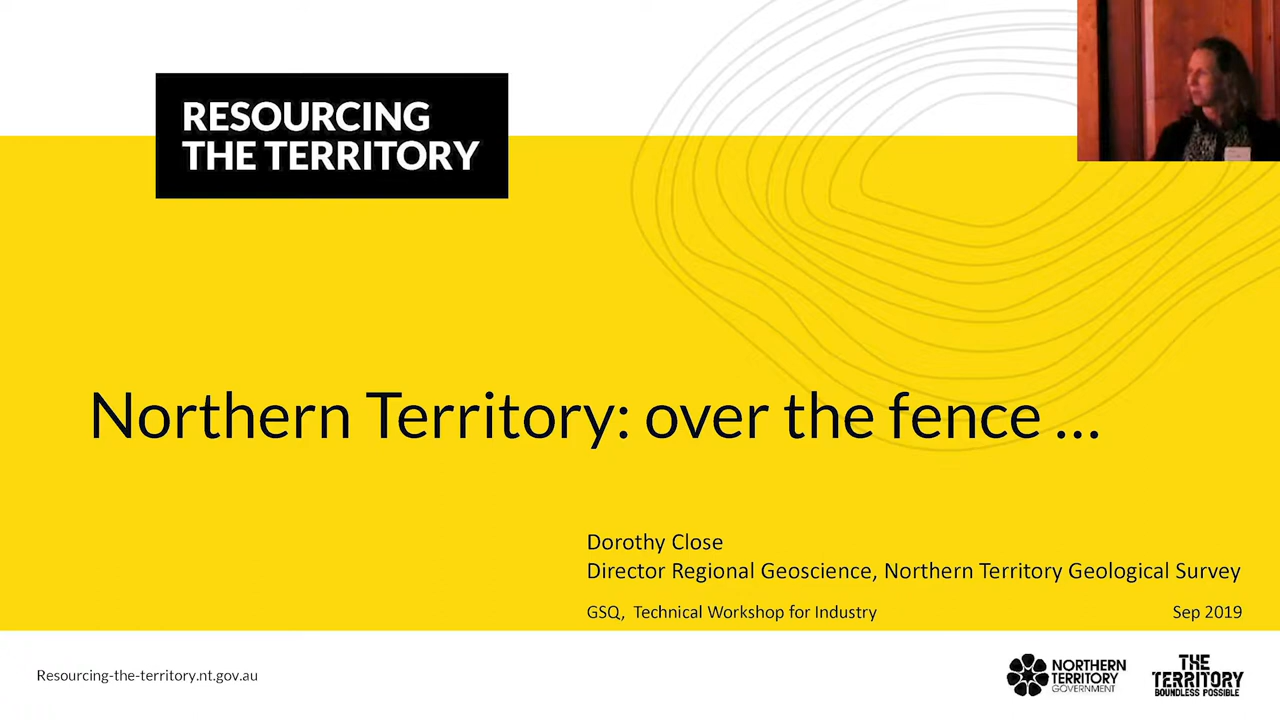 RESOURCING
THE TERRITORY
Northern Territory: over the fence ...
Dorothy Close
Director Regional Geoscience, Northern Territory Geological Survey
GSQ, Technical Workshop for Industry Sep 2019
Resourcing-the-territory.nt.gov.au
NORTHERN
TERRITORY
GOVERNMENT
THE
TERRITORY
BOUNDLESS POSSIBLE